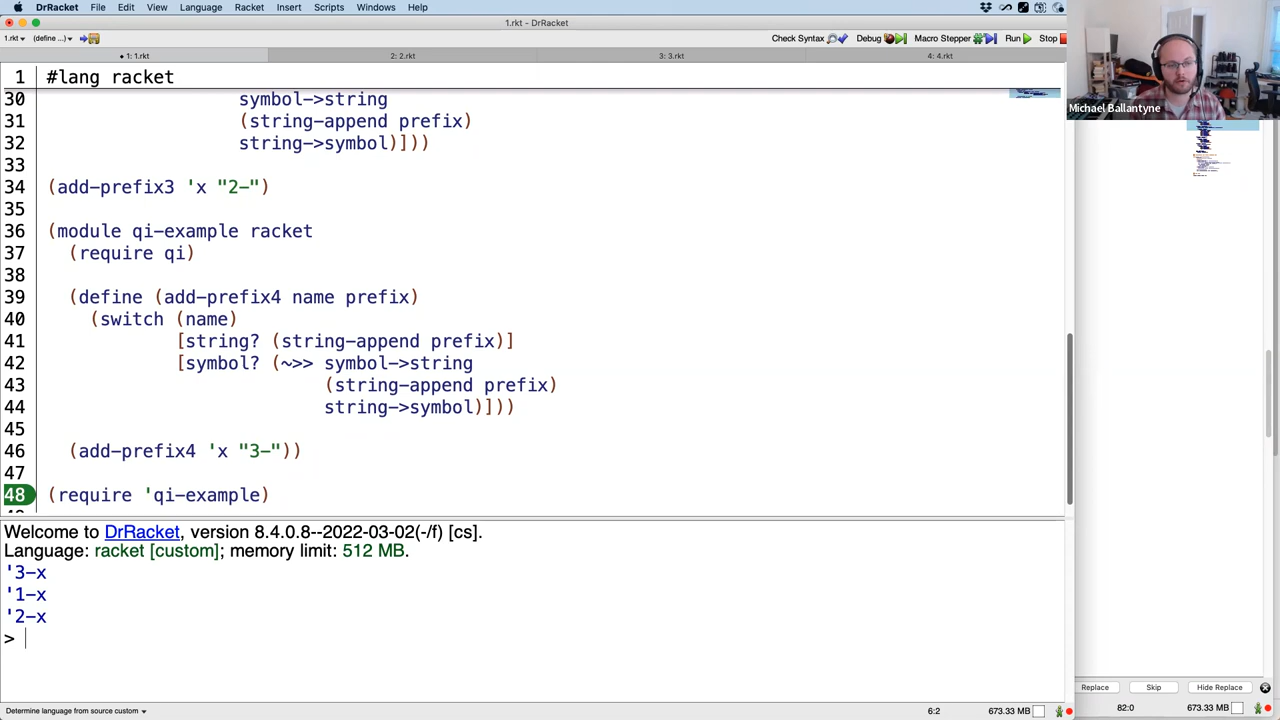 DrRacket File Edit View Language Racket Insert Scripts Windows Help
1.rkt - DrRacket
1.rkt (define ...) Check Syntax Debug Macro Stepper Run Stop
1: 1.rkt 2: 2.rkt 3: 3.rkt 4: 4.rkt
1 #lang racket
30 symbol->string
31 (string-append prefix)
32 string->symbol)]))
33
34 (add-prefix3 'x "2-")
35
36 (module qi-example racket
37 (require qi)
38
39 (define (add-prefix4 name prefix)
40 (switch (name)
41 [string? (string-append prefix)]
42 [symbol? (~>> symbol->string
43 (string-append prefix)
44 string->symbol)]))
45
46 (add-prefix4 'x "3-"))
47
48 (require 'qi-example)
Welcome to DrRacket, version 8.4.0.8--2022-03-02(-/f) [cs].
Language: racket [custom]; memory limit: 512 MB.
'3-x
'1-x
'2-x
>
Determine language from source custom 6:2 673.33 MB
Michael Ballantyne
Replace Skip Hide Replace
82:0 673.33 MB